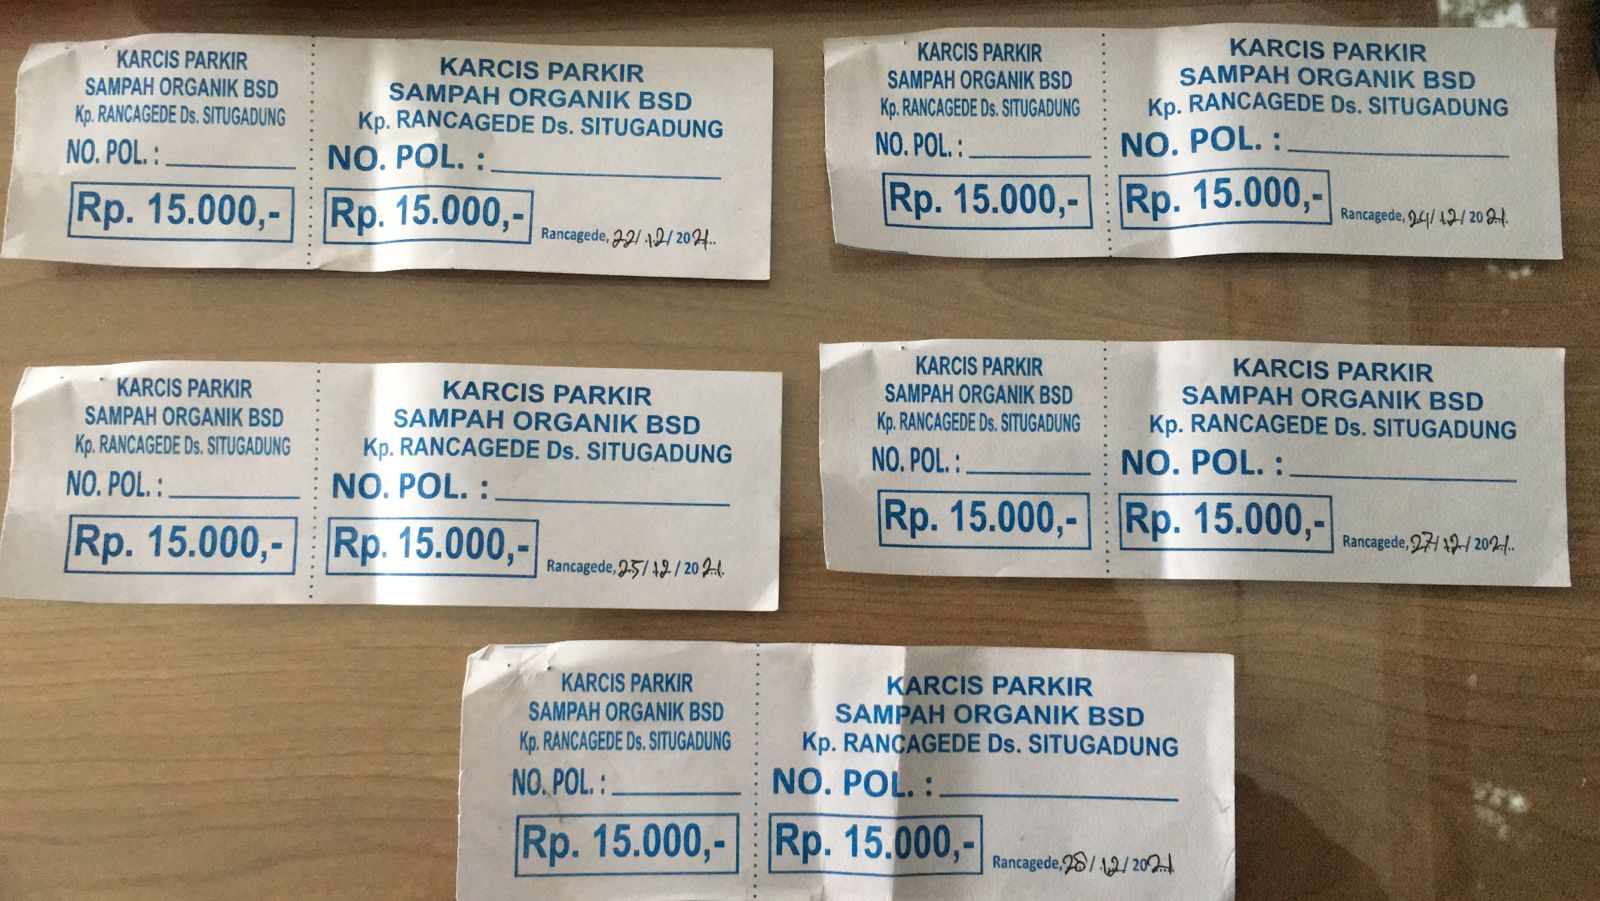 KARCIS PARKIR
SAMPAH ORGANIK BSD
Kp. RANCAGEDE Ds. SITUGADUNG
NO. POL. :
Rp. 15.000,-
KARCIS PARKIR
SAMPAH ORGANIK BSD
Kp. RANCAGEDE Ds. SITUGADUNG
NO. POL. :
Rp. 15.000,-
Rancagede, 22/12/2021
KARCIS PARKIR
SAMPAH ORGANIK BSD
Kp. RANCAGEDE Ds. SITUGADUNG
NO. POL. :
Rp. 15.000,-
KARCIS PARKIR
SAMPAH ORGANIK BSD
Kp. RANCAGEDE Ds. SITUGADUNG
NO. POL. :
Rp. 15.000,-
Rancagede, 24/12/2021
KARCIS PARKIR
SAMPAH ORGANIK BSD
Kp. RANCAGEDE Ds. SITUGADUNG
NO. POL. :
Rp. 15.000,-
KARCIS PARKIR
SAMPAH ORGANIK BSD
Kp. RANCAGEDE Ds. SITUGADUNG
NO. POL. :
Rp. 15.000,-
Rancagede, 25/12/2021
KARCIS PARKIR
SAMPAH ORGANIK BSD
Kp. RANCAGEDE Ds. SITUGADUNG
NO. POL. :
Rp. 15.000,-
KARCIS PARKIR
SAMPAH ORGANIK BSD
Kp. RANCAGEDE Ds. SITUGADUNG
NO. POL. :
Rp. 15.000,-
Rancagede, 27/12/2021
KARCIS PARKIR
SAMPAH ORGANIK BSD
Kp. RANCAGEDE Ds. SITUGADUNG
NO. POL. :
Rp. 15.000,-
KARCIS PARKIR
SAMPAH ORGANIK BSD
Kp. RANCAGEDE Ds. SITUGADUNG
NO. POL. :
Rp. 15.000,-
Rancagede, 28/12/2021